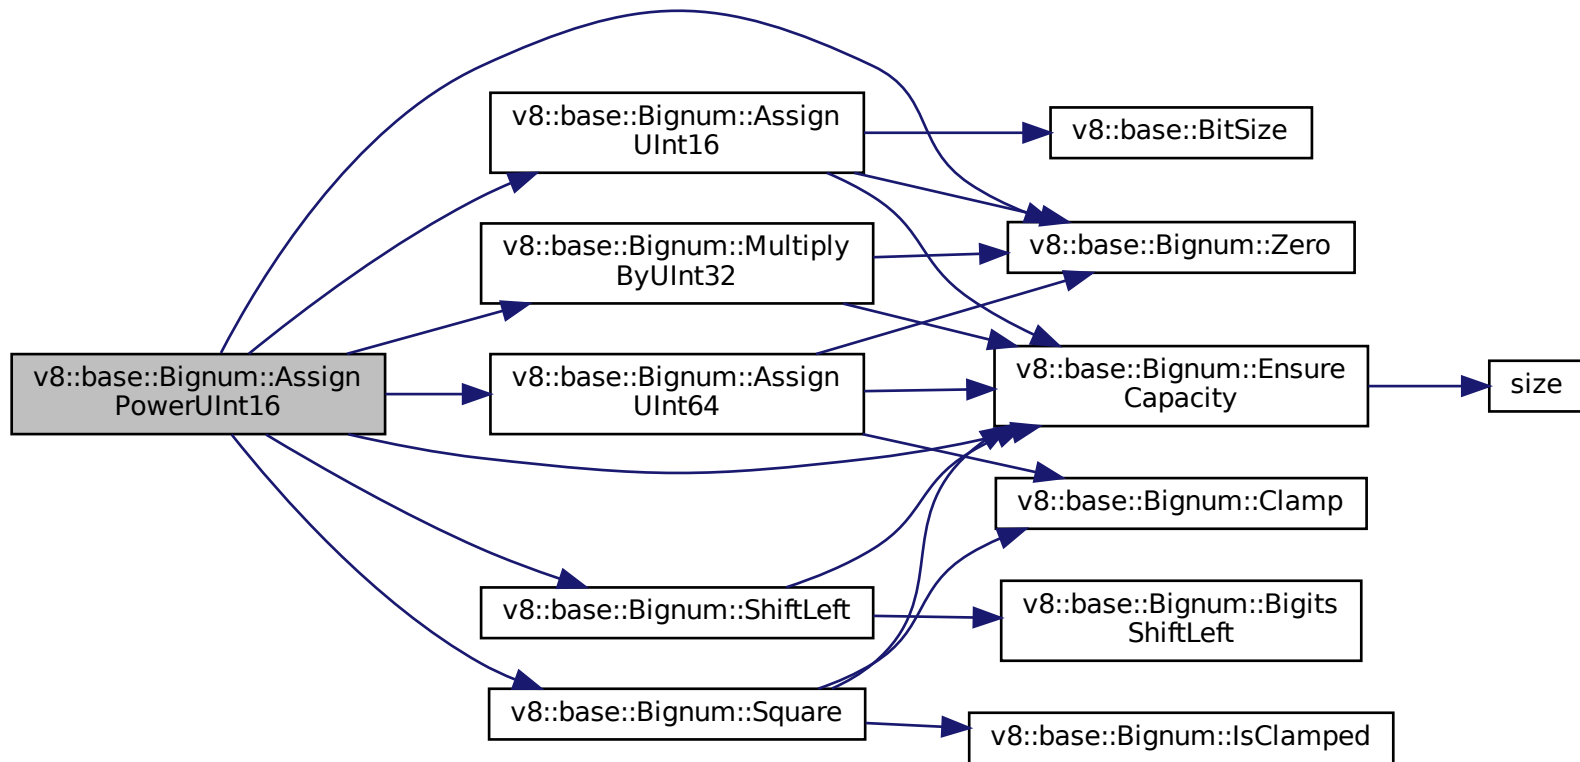 v8::base::Bignum::Assign
PowerUInt16
v8::base::Bignum::Assign
UInt16
v8::base::Bignum::Multiply
ByUInt32
v8::base::Bignum::Assign
UInt64
v8::base::Bignum::ShiftLeft
v8::base::Bignum::Square
v8::base::BitSize
v8::base::Bignum::Zero
v8::base::Bignum::Ensure
Capacity
v8::base::Bignum::Clamp
v8::base::Bignum::Bigits
ShiftLeft
v8::base::Bignum::IsClamped
size